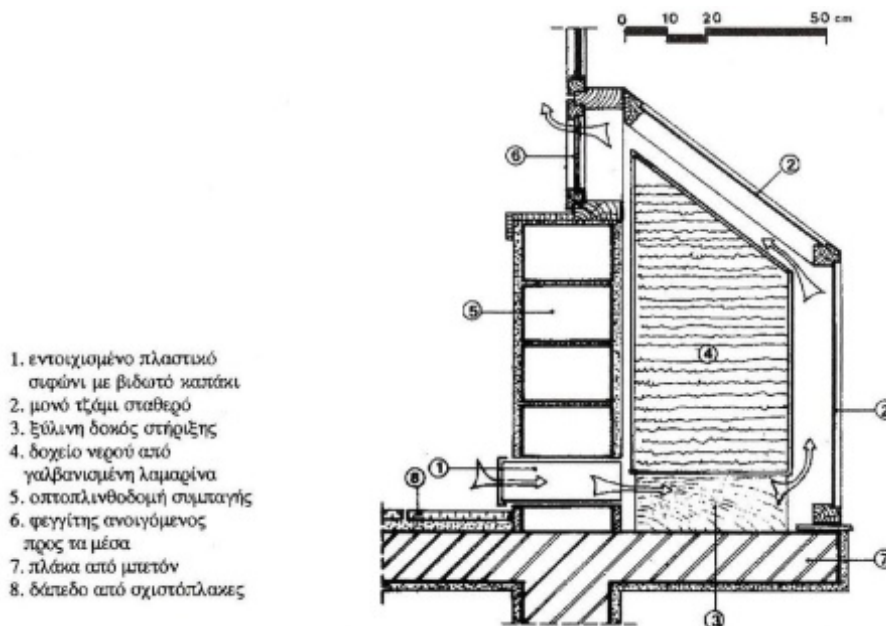 0 10 20 50 cm
6
2
5
4
1. εντοιχισμένο πλαστικό
σιφώνι με βιδωτό καπάκι
2. μονό τζάμι σταθερό
3. ξύλινη δοκός στήριξης
4. δοχείο νερού από
γαλβανισμένη λαμαρίνα
5. οπτοπλινθοδομή συμπαγής
6. φεγγίτης ανοιγόμενος
προς τα μέσα
7. πλάκα από μπετόν
8. δάπεδο από σχιστόπλακες
2
1
8
7
3